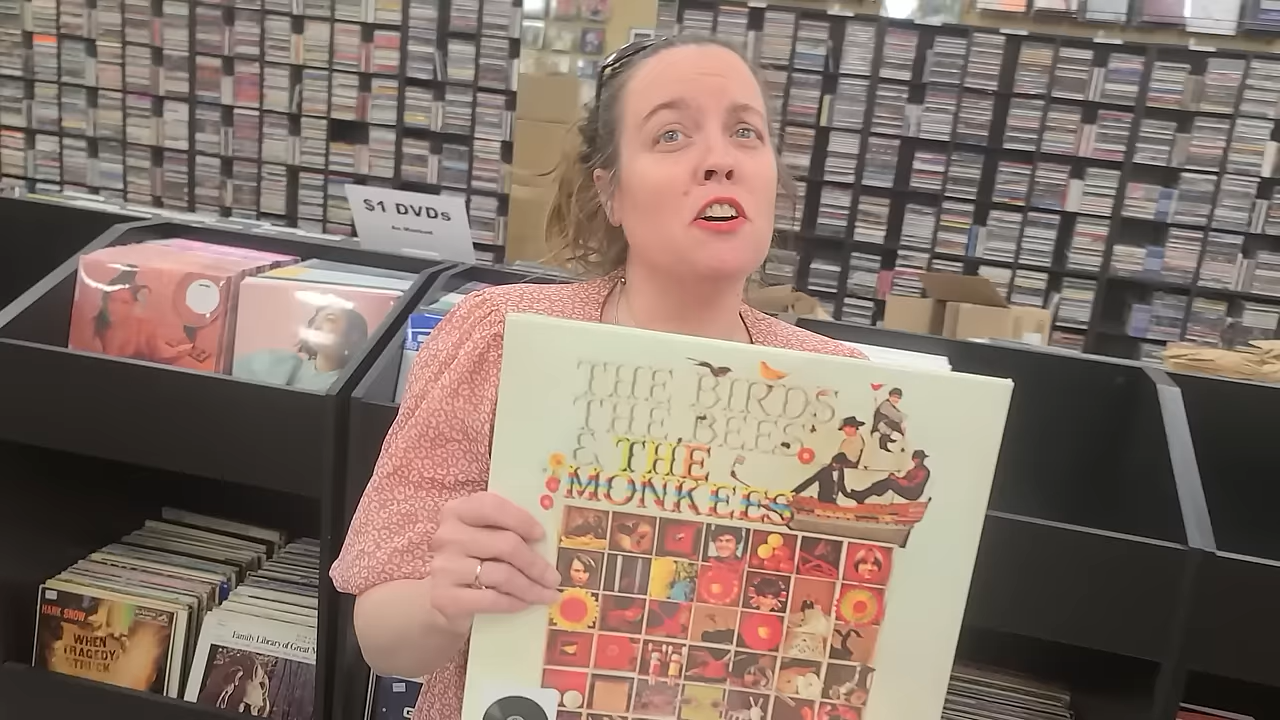 $1 DVDs
THE BIRDS,
THE BEES
& THE
MONKEES
HANK SNOW
WHEN
TRAGEDY
STRUCK
Family Library of Great M